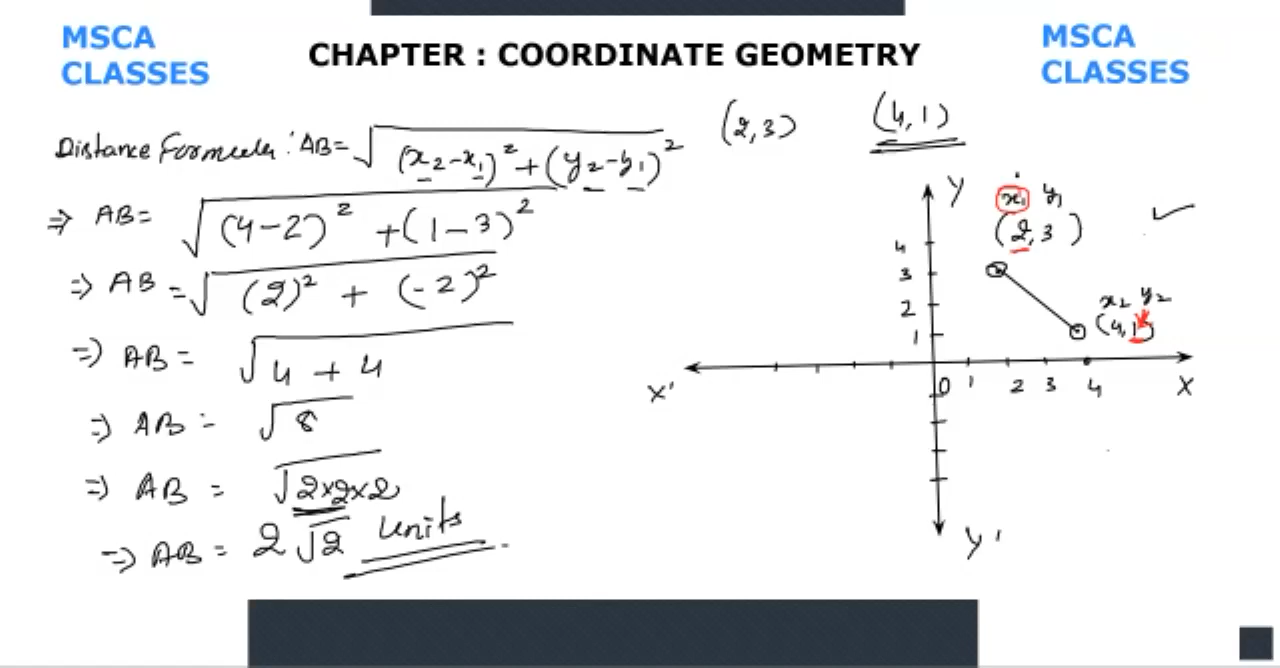 MSCA
CLASSES
CHAPTER : COORDINATE GEOMETRY
MSCA
CLASSES
Distance Formula : AB = √(x₂-x₁)² + (y₂-y₁)²
(2,3) (4,1)
⇒ AB = √(4-2)² + (1-3)²
⇒ AB = √(2)² + (-2)²
⇒ AB = √4 + 4
⇒ AB = √8
⇒ AB = √2×2×2
⇒ AB = 2√2 units
Y
x₁ y₁
(2,3)
4
3
2
1
x₂ y₂
(4,1)
X' 0 1 2 3 4 X
Y'